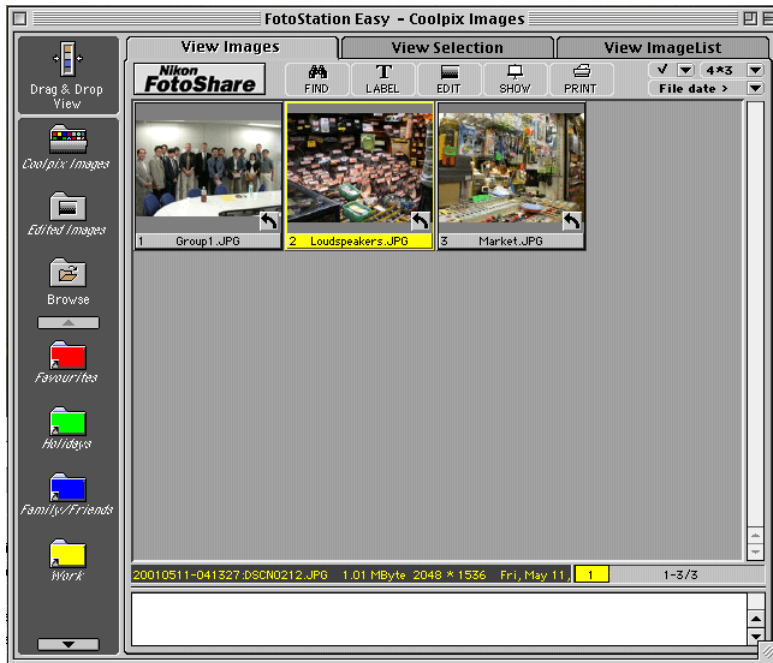 FotoStation Easy - Coolpix Images
View Images
View Selection
View ImageList
Drag & Drop
View
Nikon
FotoShare
FIND
LABEL
EDIT
SHOW
PRINT
√
4*3
File date >
Coolpix Images
Edited Images
Browse
Favourites
Holidays
Family/Friends
Work
1 Group1.JPG
2 Loudspeakers.JPG
3 Market.JPG
20010511-041327:DSCN0212.JPG 1.01 MByte 2048 * 1536 Fri, May 11,
1
1-3/3